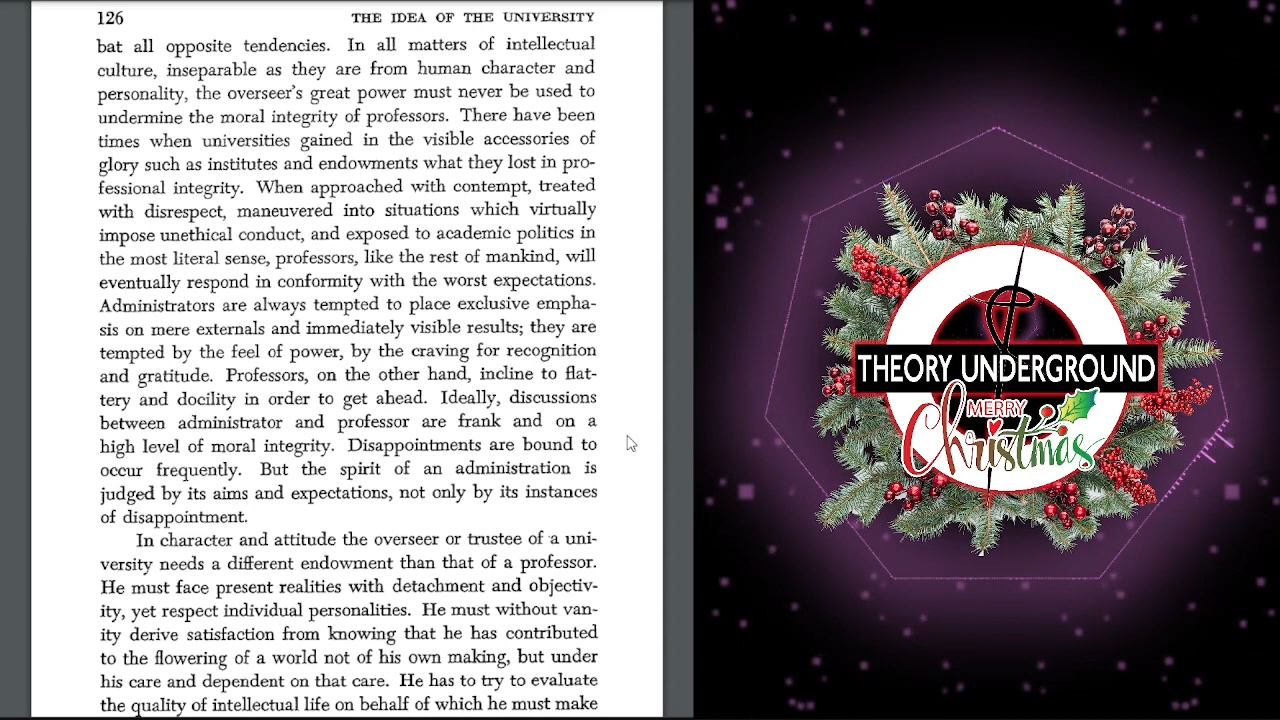 126 THE IDEA OF THE UNIVERSITY
bat all opposite tendencies. In all matters of intellectual
culture, inseparable as they are from human character and
personality, the overseer's great power must never be used to
undermine the moral integrity of professors. There have been
times when universities gained in the visible accessories of
glory such as institutes and endowments what they lost in pro-
fessional integrity. When approached with contempt, treated
with disrespect, maneuvered into situations which virtually
impose unethical conduct, and exposed to academic politics in
the most literal sense, professors, like the rest of mankind, will
eventually respond in conformity with the worst expectations.
Administrators are always tempted to place exclusive empha-
sis on mere externals and immediately visible results; they are
tempted by the feel of power, by the craving for recognition
and gratitude. Professors, on the other hand, incline to flat-
tery and docility in order to get ahead. Ideally, discussions
between administrator and professor are frank and on a
high level of moral integrity. Disappointments are bound to
occur frequently. But the spirit of an administration is
judged by its aims and expectations, not only by its instances
of disappointment.
In character and attitude the overseer or trustee of a uni-
versity needs a different endowment than that of a professor.
He must face present realities with detachment and objectiv-
ity, yet respect individual personalities. He must without van-
ity derive satisfaction from knowing that he has contributed
to the flowering of a world not of his own making, but under
his care and dependent on that care. He has to try to evaluate
the quality of intellectual life on behalf of which he must make
THEORY UNDERGROUND
MERRY
Christmas